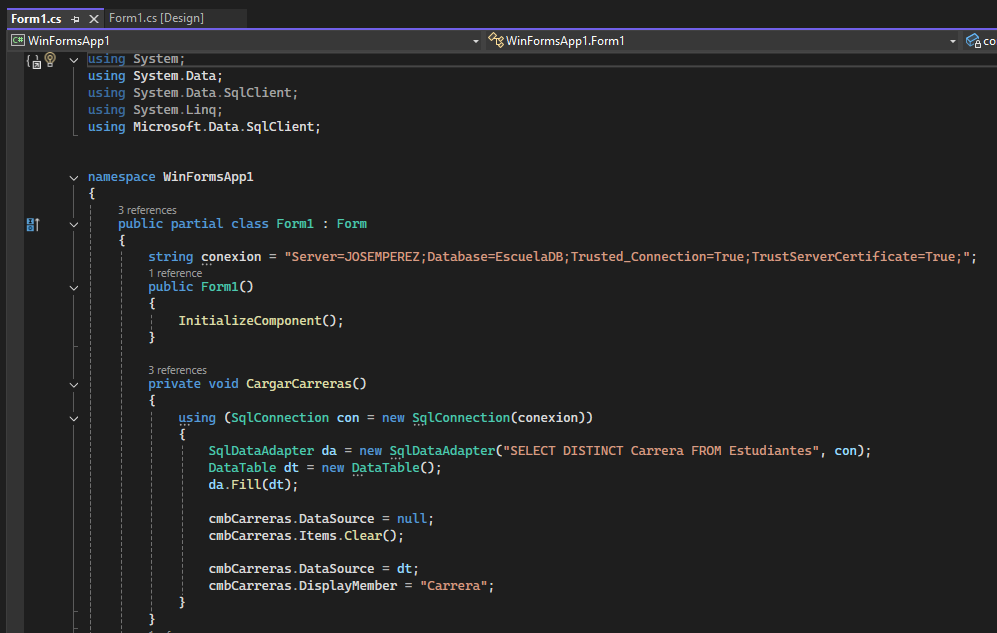 Form1.cs
Form1.cs [Design]
C# WinFormsApp1
WinFormsApp1.Form1
co
using System;
using System.Data;
using System.Data.SqlClient;
using System.Linq;
using Microsoft.Data.SqlClient;
namespace WinFormsApp1
{
3 references
public partial class Form1 : Form
{
string conexion = "Server=JOSEMPEREZ;Database=EscuelaDB;Trusted_Connection=True;TrustServerCertificate=True;";
1 reference
public Form1()
{
InitializeComponent();
}
3 references
private void CargarCarreras()
{
using (SqlConnection con = new SqlConnection(conexion))
{
SqlDataAdapter da = new SqlDataAdapter("SELECT DISTINCT Carrera FROM Estudiantes", con);
DataTable dt = new DataTable();
da.Fill(dt);
cmbCarreras.DataSource = null;
cmbCarreras.Items.Clear();
cmbCarreras.DataSource = dt;
cmbCarreras.DisplayMember = "Carrera";
}
}